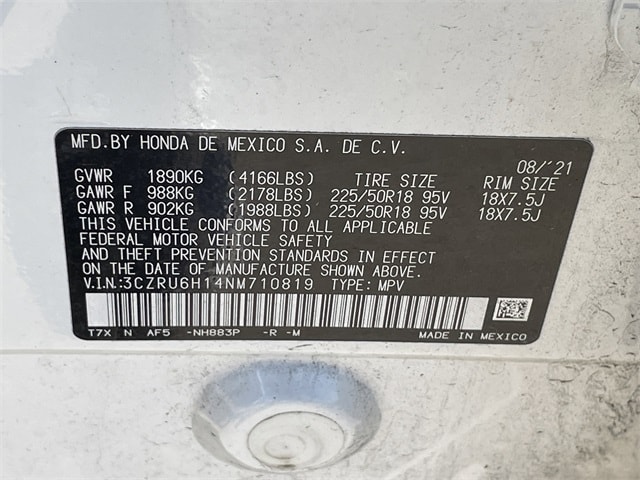 MFD.BY HONDA DE MEXICO S.A. DE C.V.
08/'21
GVWR 1890KG (4166LBS) TIRE SIZE RIM SIZE
GAWR F 988KG (2178LBS) 225/50R18 95V 18X7.5J
GAWR R 902KG (1988LBS) 225/50R18 95V 18X7.5J
THIS VEHICLE CONFORMS TO ALL APPLICABLE
FEDERAL MOTOR VEHICLE SAFETY
AND THEFT PREVENTION STANDARDS IN EFFECT
ON THE DATE OF MANUFACTURE SHOWN ABOVE.
V.I.N.:3CZRU6H14NM710819 TYPE:MPV
T7X N AF5 -NH883P -R -M MADE IN MEXICO